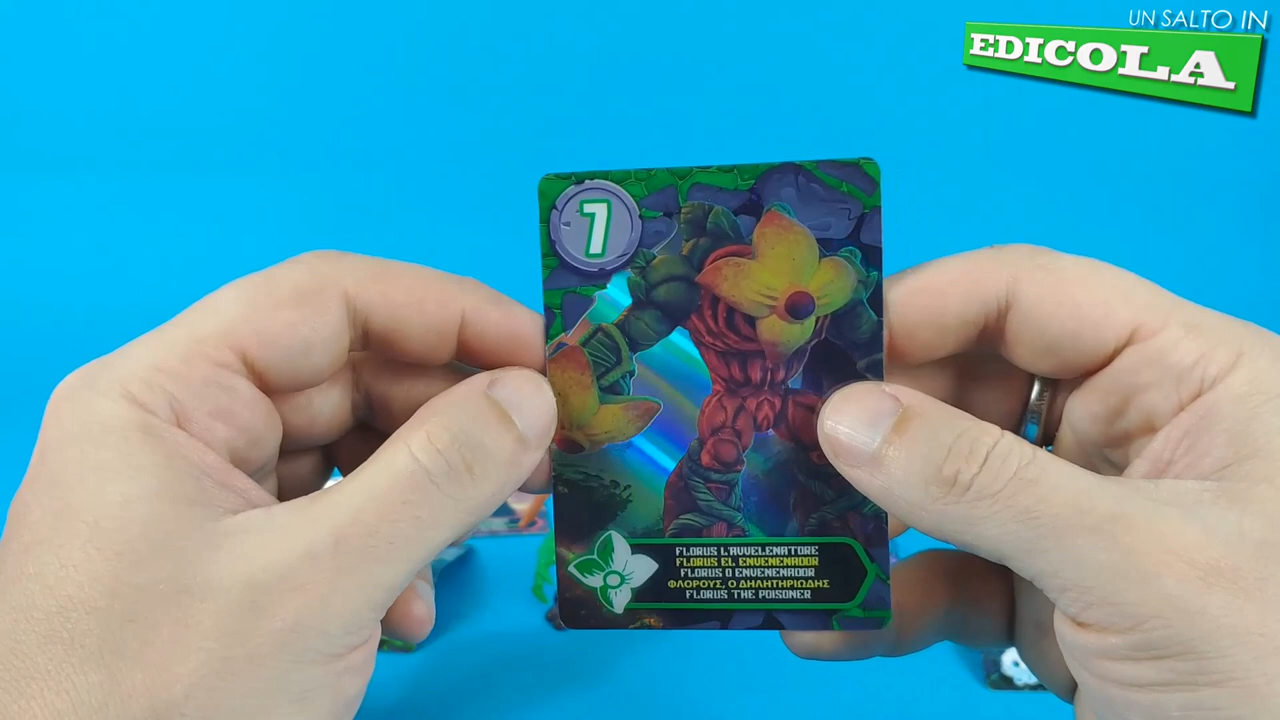 UN SALTO IN
EDICOLA
7
FLORUS L'AVVELENATORE
FLORUS EL ENVENENADOR
FLORUS O ENVENENADOR
ΦΛΟΡΟΥΣ, Ο ΔΗΛΗΤΗΡΙΩΔΗΣ
FLORUS THE POISONER